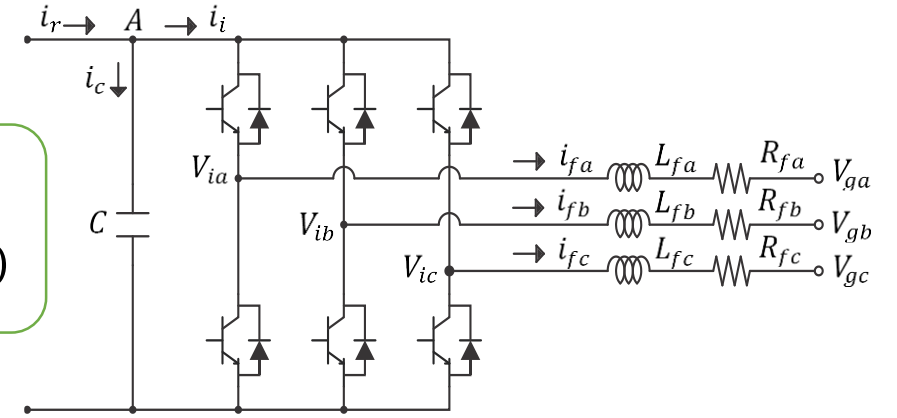 i_r A i_i
i_c
V_ia i_fa L_fa R_fa V_ga
C V_ib i_fb L_fb R_fb V_gb
) V_ic i_fc L_fc R_fc V_gc